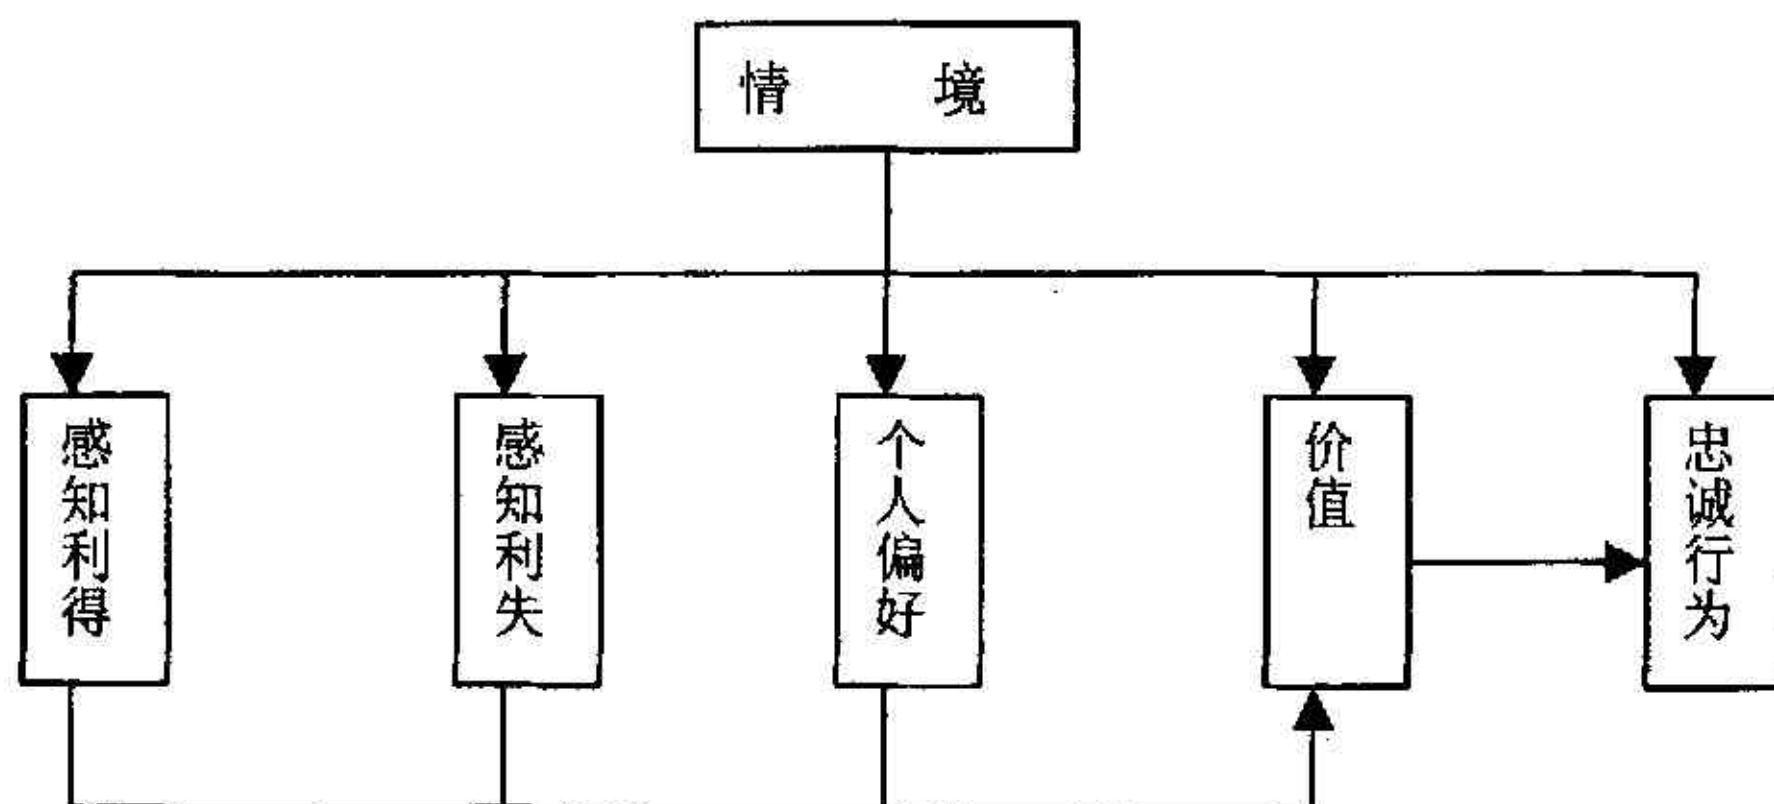 情 境
感知利得
感知利失
个人偏好
价值
忠诚行为